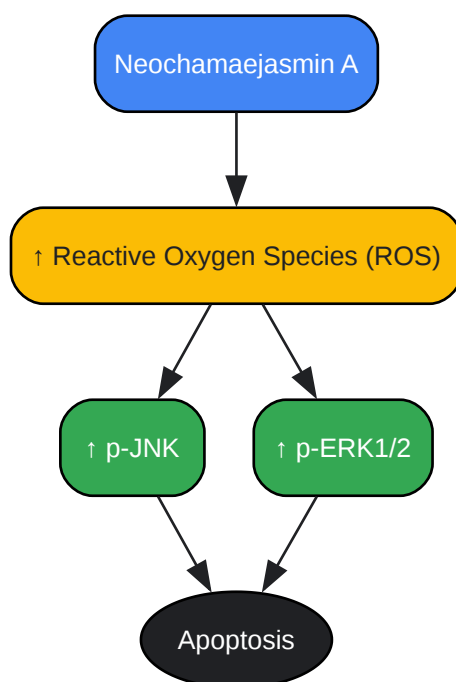 Neochamaejasmin A
↑ Reactive Oxygen Species (ROS)
↑ p-JNK
↑ p-ERK1/2
Apoptosis